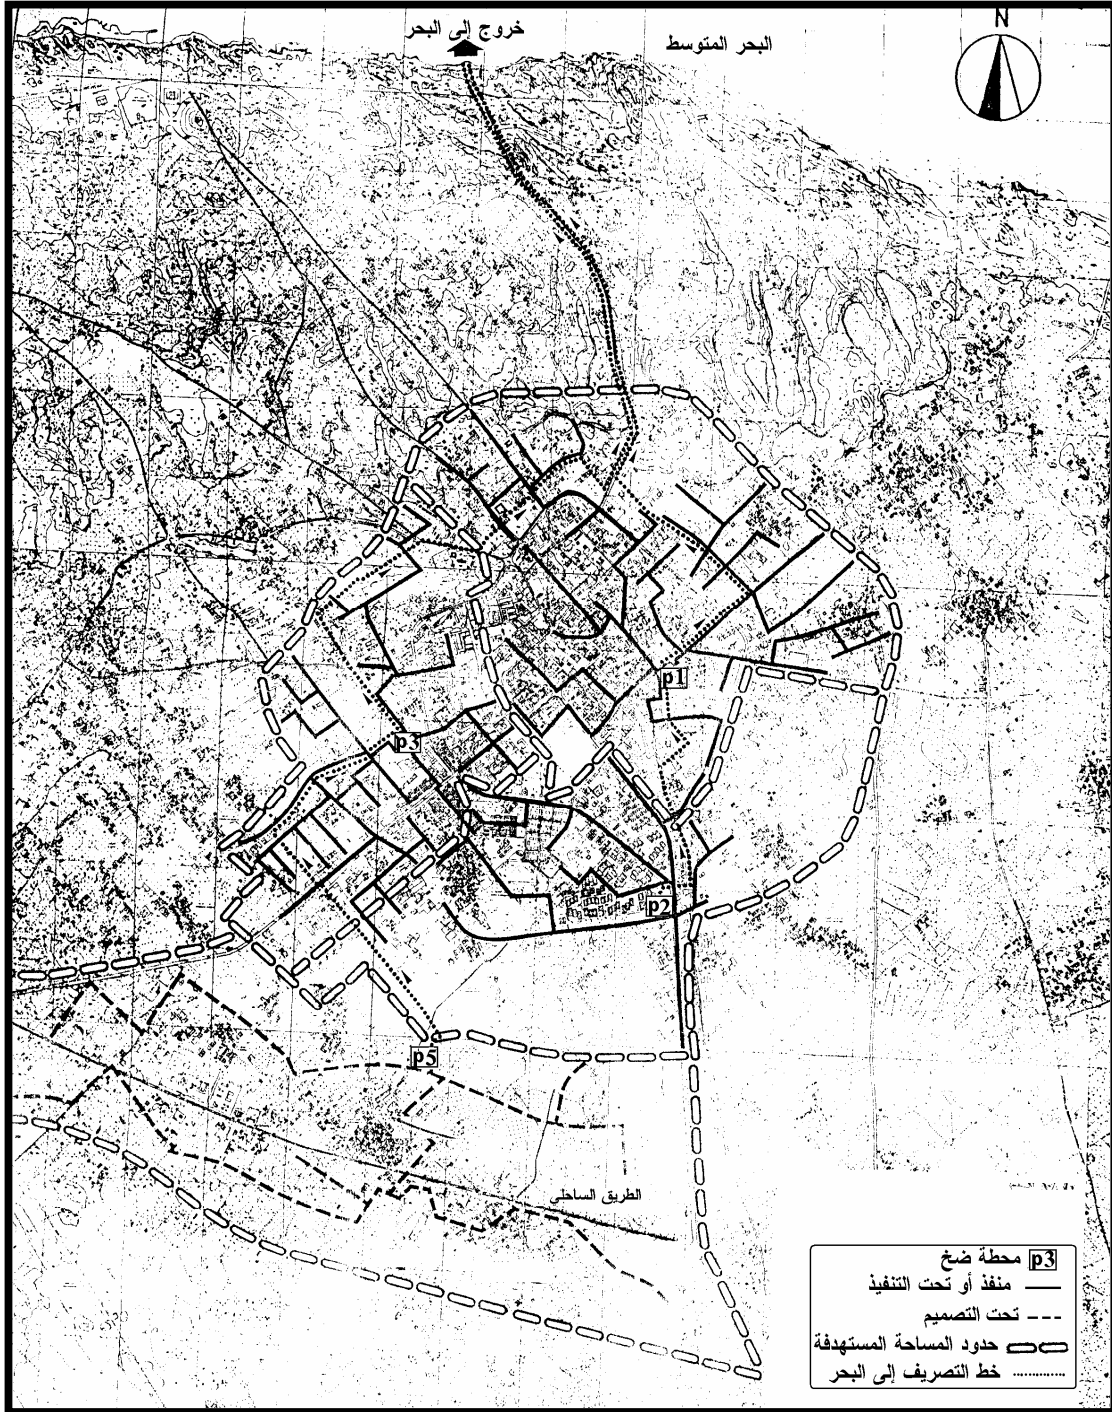 N
خروج إلى البحر
البحر المتوسط
p1
p3
p2
p5
الطريق الساحلي
p3 محطة ضخ
منفذ أو تحت التنفيذ
تحت التصميم
حدود المساحة المستهدفة
خط التصريف إلى البحر